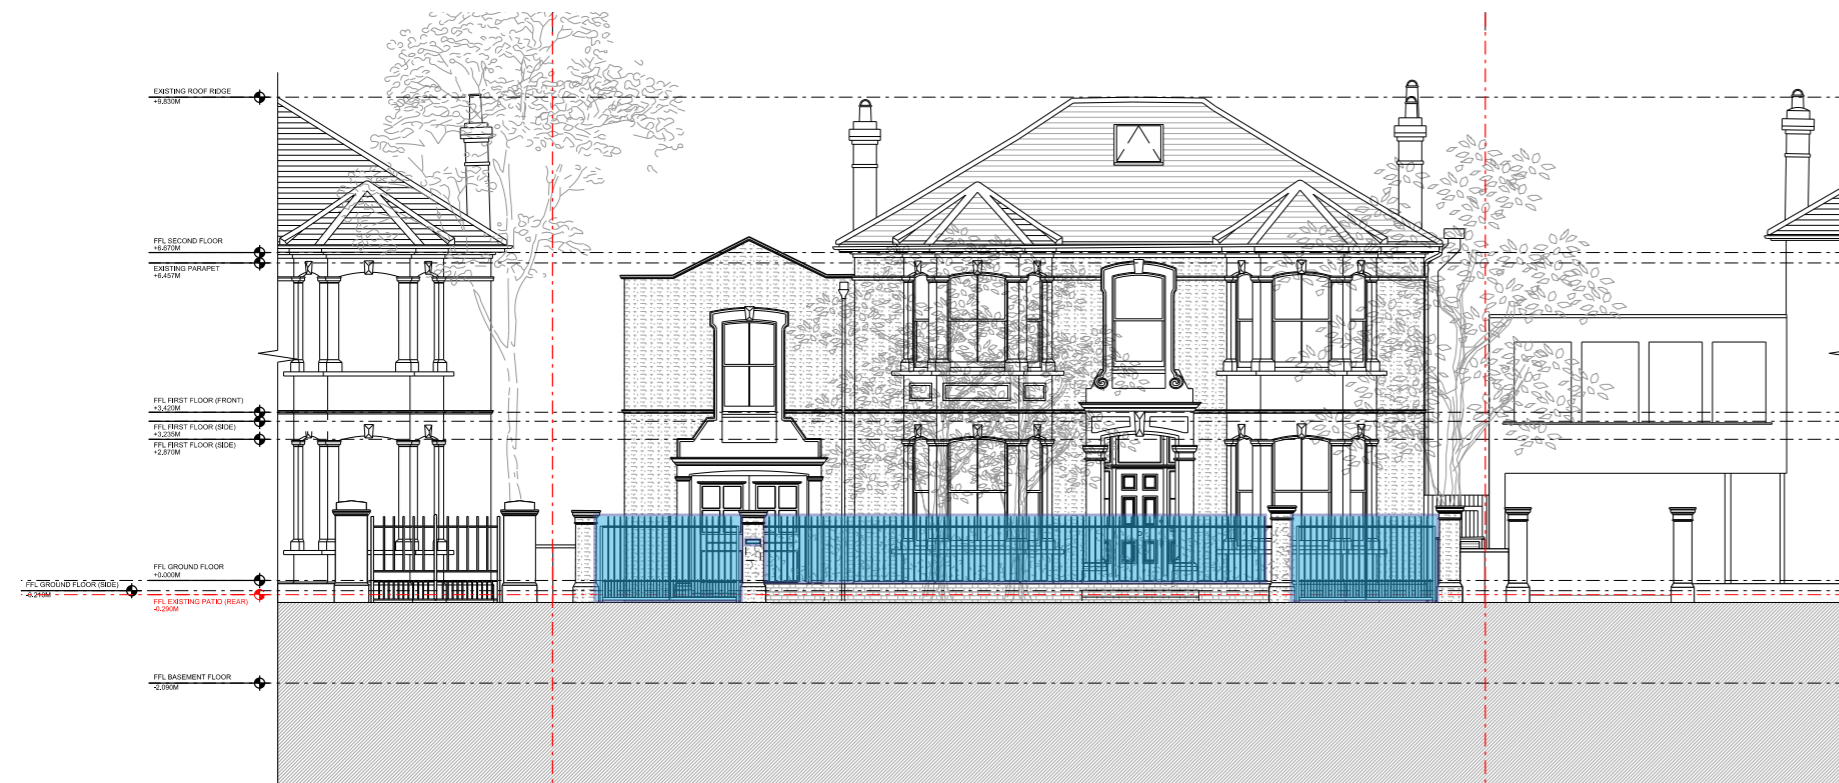 EXISTING ROOF RIDGE
+9.830M
FFL SECOND FLOOR
+6.670M
EXISTING PARAPET
+6.457M
FFL FIRST FLOOR (FRONT)
+3.420M
FFL FIRST FLOOR (SIDE)
+3.235M
FFL FIRST FLOOR (SIDE)
+2.870M
FFL GROUND FLOOR
+0.000M
FFL GROUND FLOOR (SIDE)
-0.210M
FFL EXISTING PATIO (REAR)
-0.290M
FFL BASEMENT FLOOR
-2.090M